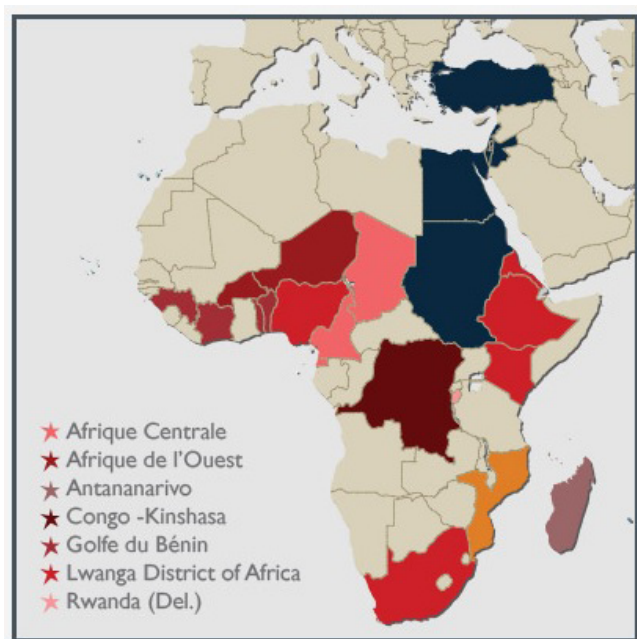 Afrique Centrale
Afrique de l'Ouest
Antananarivo
Congo -Kinshasa
Golfe du Bénin
Lwanga District of Africa
Rwanda (Del.)